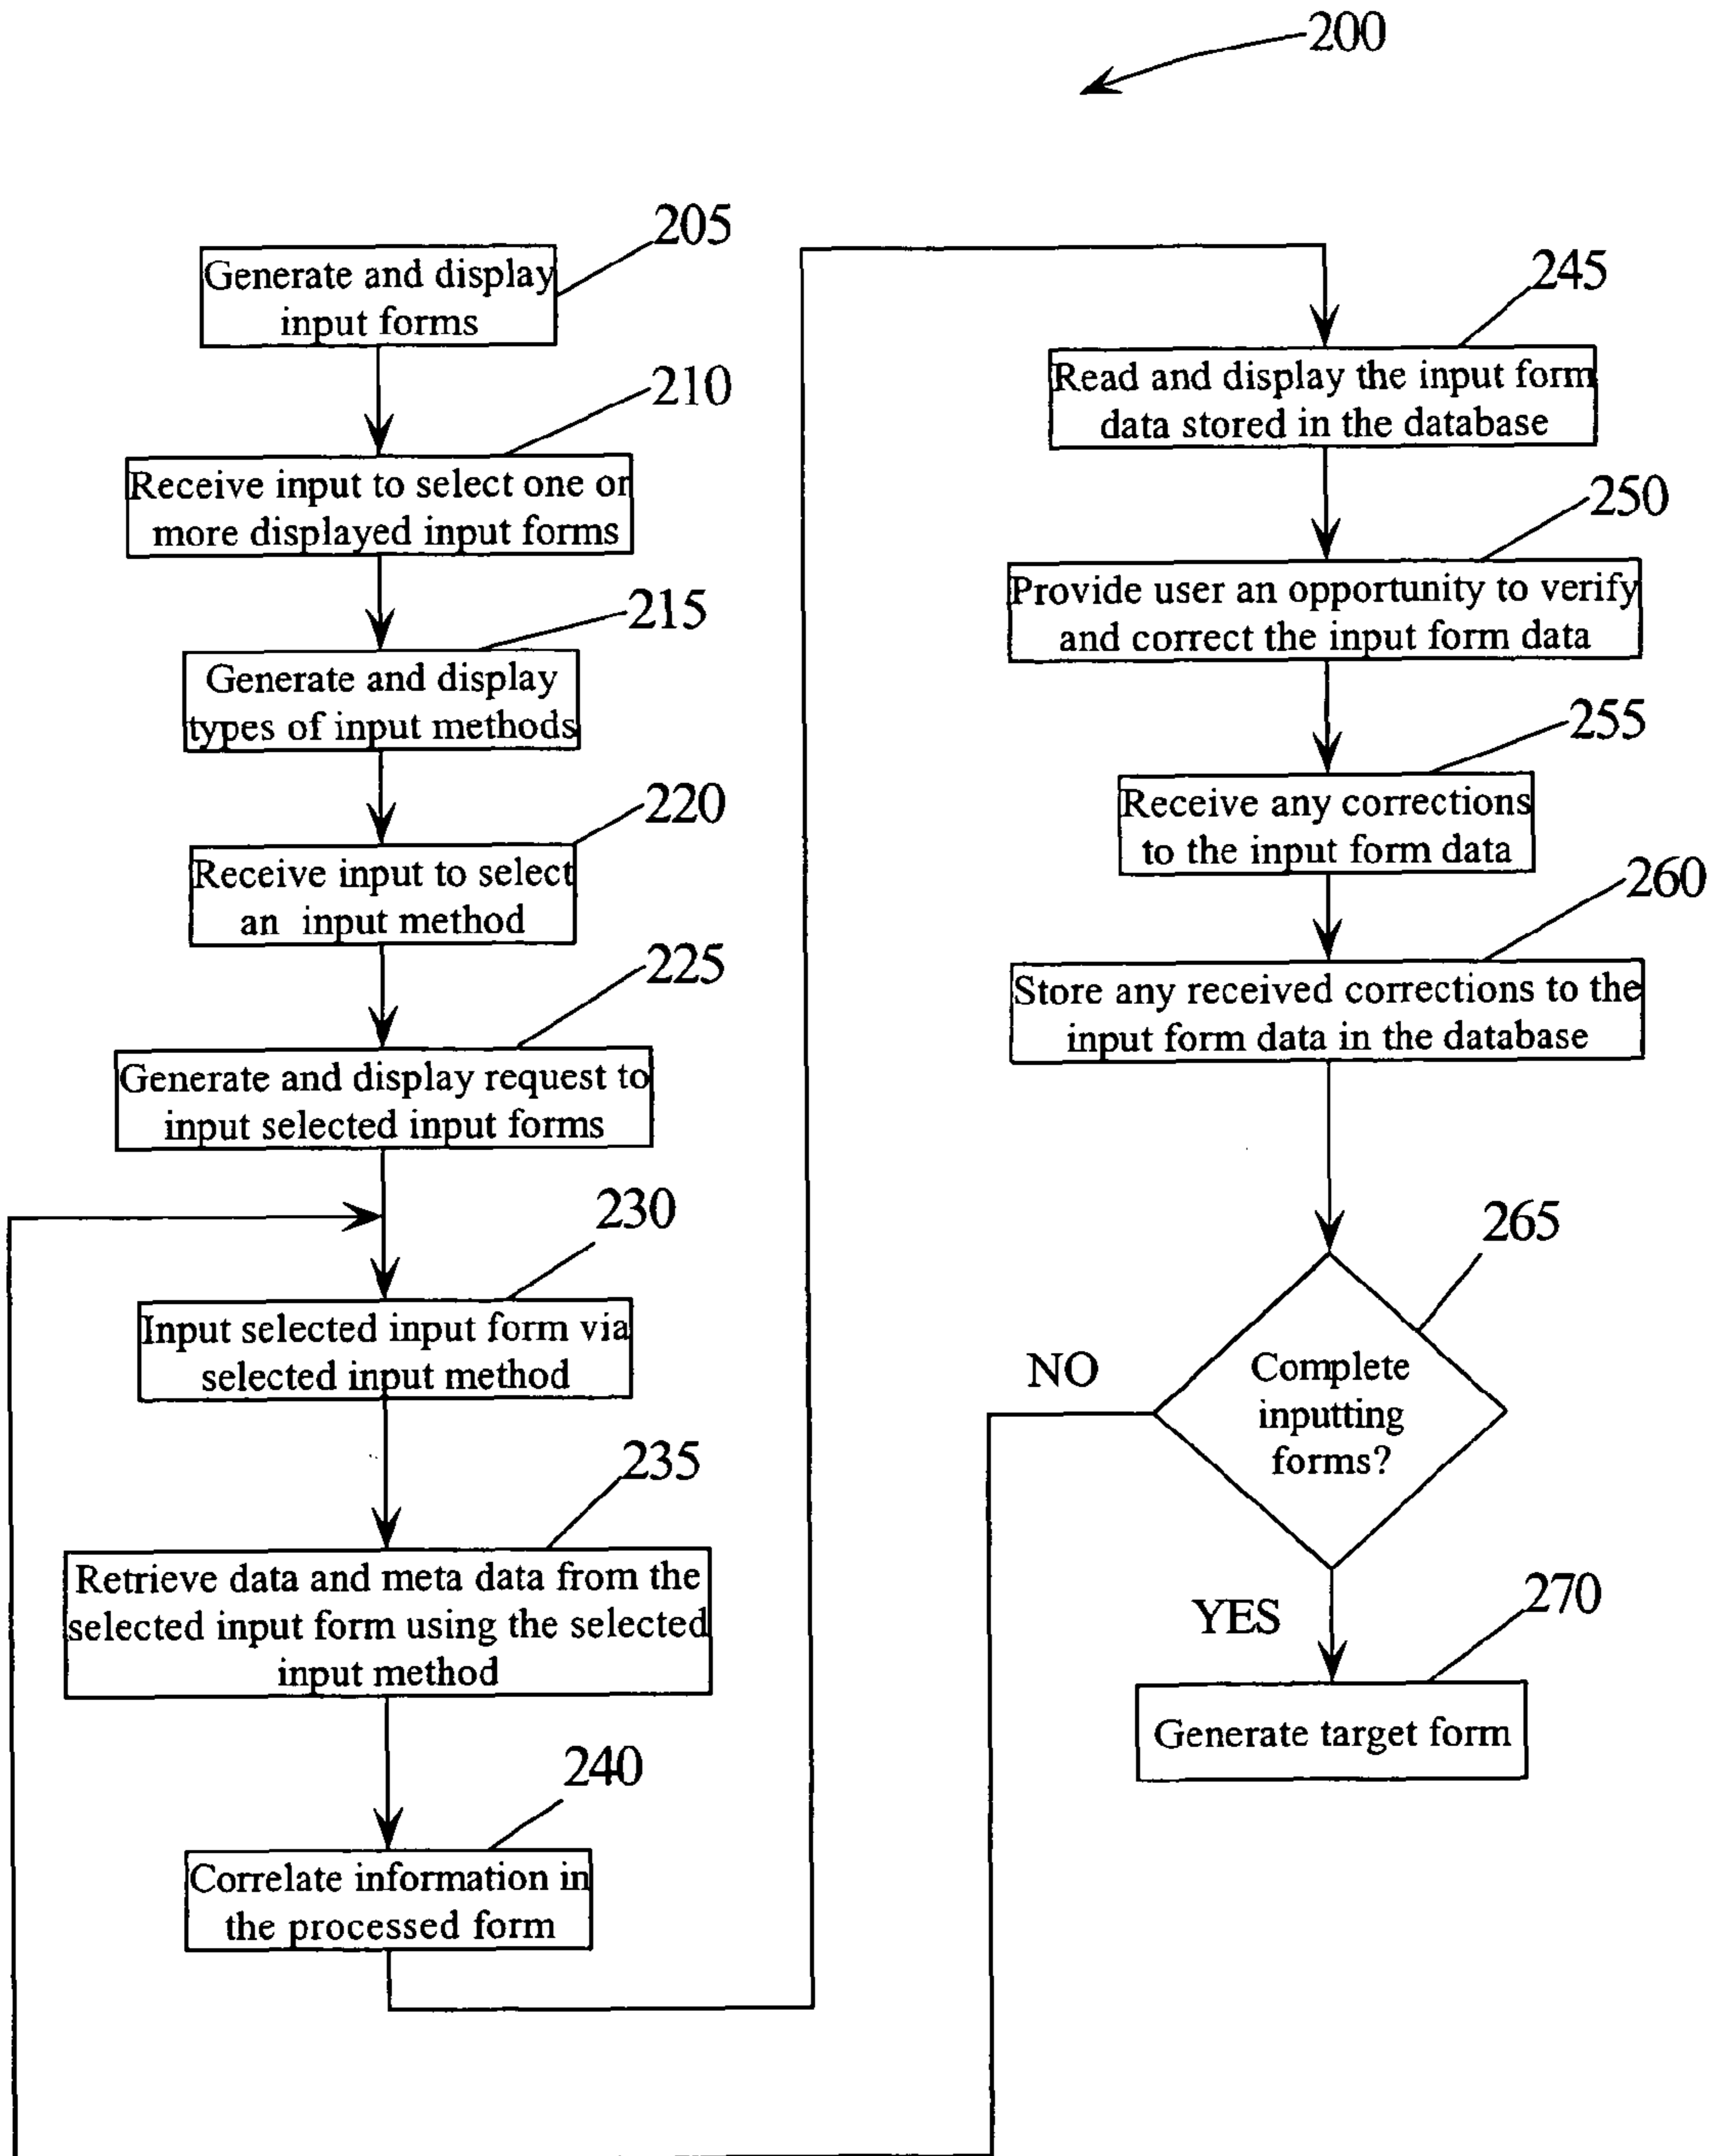 200
205
Generate and display
input forms
210
Receive input to select one or
more displayed input forms
215
Generate and display
types of input methods
220
Receive input to select
an input method
225
Generate and display request to
input selected input forms
230
Input selected input form via
selected input method
235
Retrieve data and meta data from the
selected input form using the selected
input method
240
Correlate information in
the processed form
245
Read and display the input form
data stored in the database
250
Provide user an opportunity to verify
and correct the input form data
255
Receive any corrections
to the input form data
260
Store any received corrections to the
input form data in the database
265
Complete
inputting
forms?
NO
YES
270
Generate target form